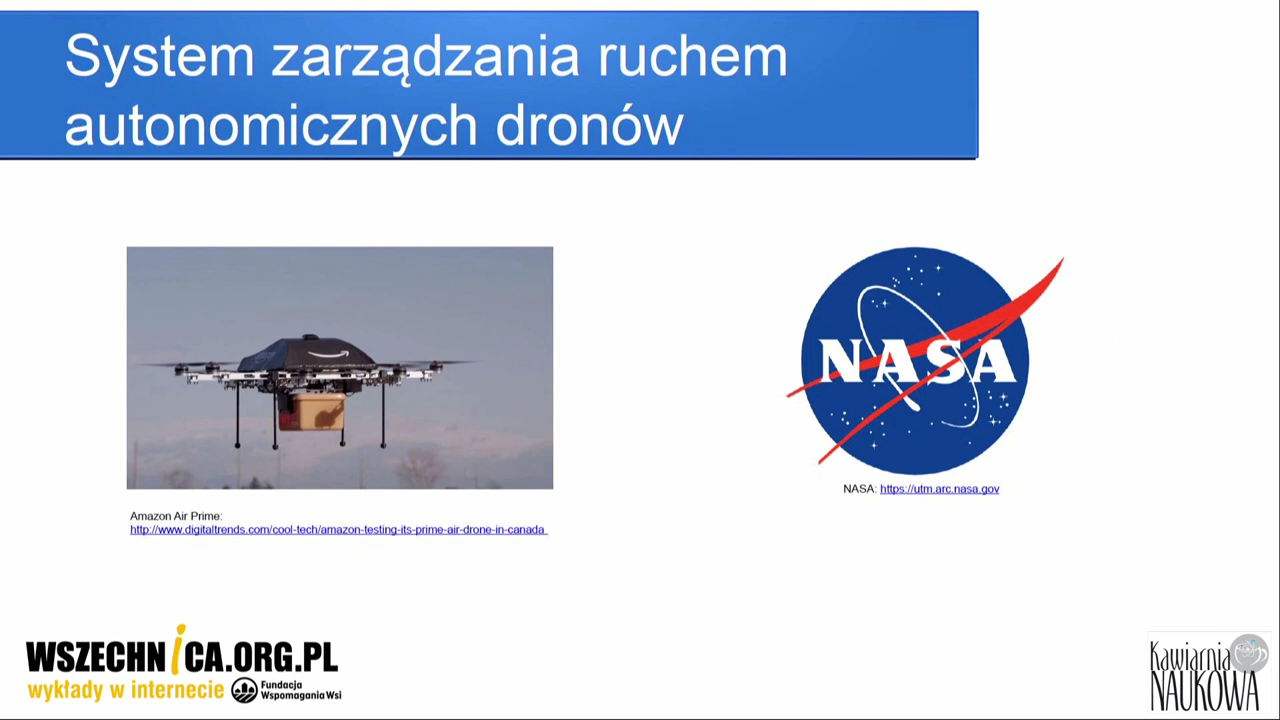 System zarządzania ruchem
autonomicznych dronów
NASA
NASA: https://utm.arc.nasa.gov
Amazon Air Prime:
http://www.digitaltrends.com/cool-tech/amazon-testing-its-prime-air-drone-in-canada
WSZECHNiCA.ORG.PL
wykłady w internecie
Fundacja
Wspomagania Wsi
Kawiarnia
NAUKOWA